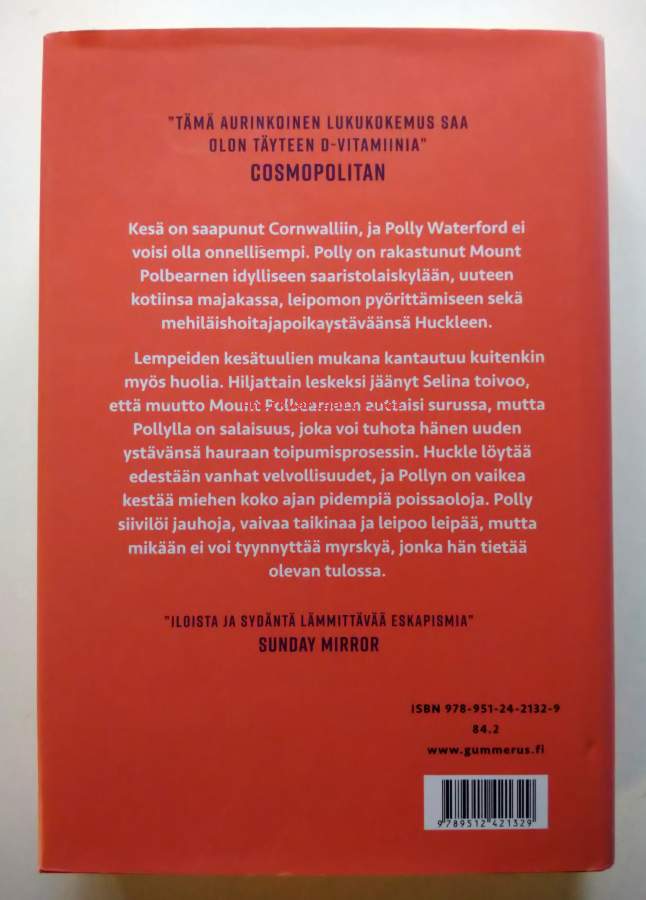 "TÄMÄ AURINKOINEN LUKUKOKEMUS SAA
OLON TÄYTEEN D-VITAMIINIA"
COSMOPOLITAN
Kesä on saapunut Cornwalliin, ja Polly Waterford ei
voisi olla onnellisempi. Polly on rakastunut Mount
Polbearnen idylliseen saaristolaiskylään, uuteen
kotiinsa majakassa, leipomon pyörittämiseen sekä
mehiläishoitajapoikaystäväänsä Huckleen.
Lempeiden kesätuulien mukana kantautuu kuitenkin
myös huolia. Hiljattain leskeksi jäänyt Selina toivoo,
että muutto Mount Polbearneen auttaisi surussa, mutta
Pollylla on salaisuus, joka voi tuhota hänen uuden
ystävänsä hauraan toipumisprosessin. Huckle löytää
edestään vanhat velvollisuudet, ja Pollyn on vaikea
kestää miehen koko ajan pidempiä poissaoloja. Polly
siivilöi jauhoja, vaivaa taikinaa ja leipoo leipää, mutta
mikään ei voi tyynnyttää myrskyä, jonka hän tietää
olevan tulossa.
"ILOISTA JA SYDÄNTÄ LÄMMITTÄVÄÄ ESKAPISMIA"
SUNDAY MIRROR
ISBN 978-951-24-2132-9
84.2
www.gummerus.fi
9 789512 421329